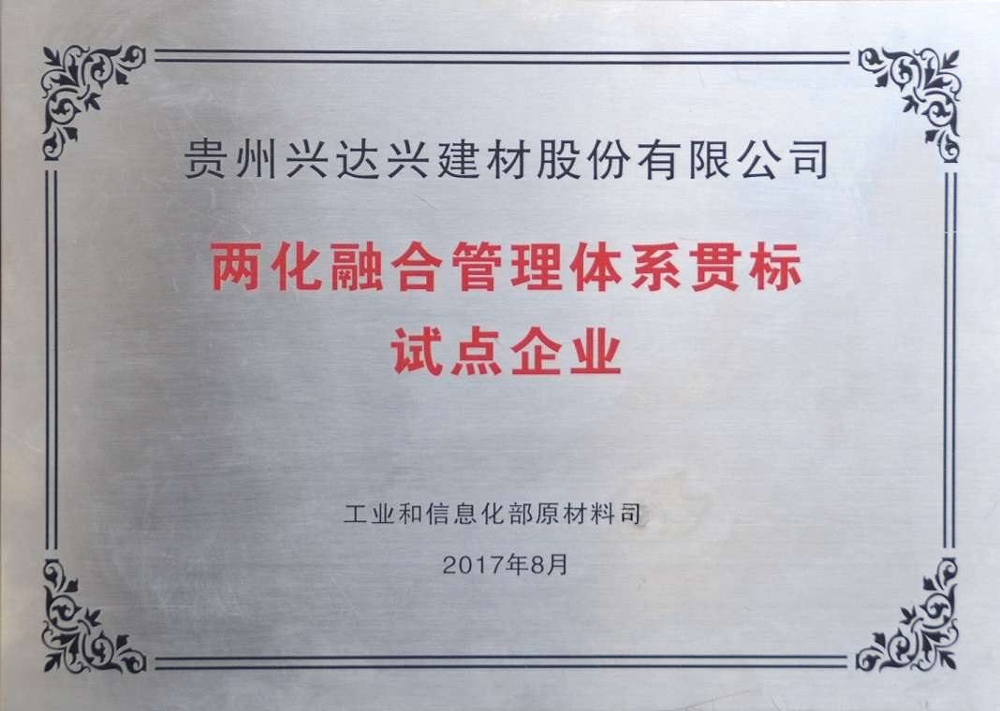 贵州兴达兴建材股份有限公司
两化融合管理体系贯标
试点企业
工业和信息化部原材料司
2017年8月